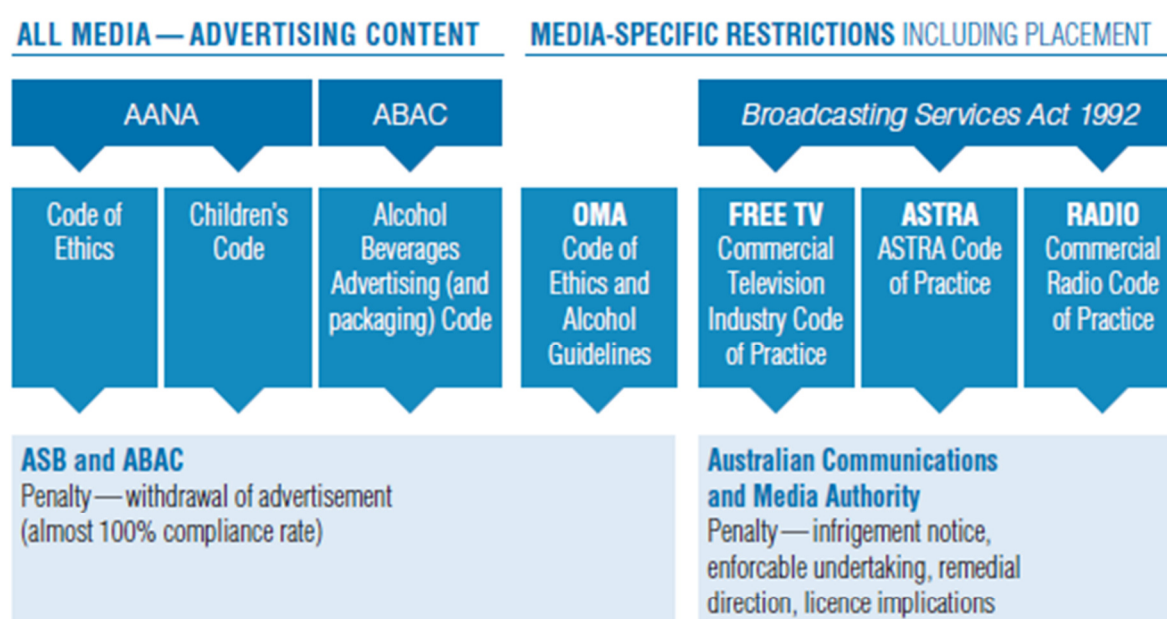 ALL MEDIA — ADVERTISING CONTENT
MEDIA-SPECIFIC RESTRICTIONS INCLUDING PLACEMENT
AANA
ABAC
Broadcasting Services Act 1992
Code of
Ethics
Children's
Code
Alcohol
Beverages
Advertising (and
packaging) Code
OMA
Code of
Ethics and
Alcohol
Guidelines
FREE TV
Commercial
Television
Industry Code
of Practice
ASTRA
ASTRA Code
of Practice
RADIO
Commercial
Radio Code
of Practice
ASB and ABAC
Penalty — withdrawal of advertisement
(almost 100% compliance rate)
Australian Communications
and Media Authority
Penalty — infrigement notice,
enforcable undertaking, remedial
direction, licence implications